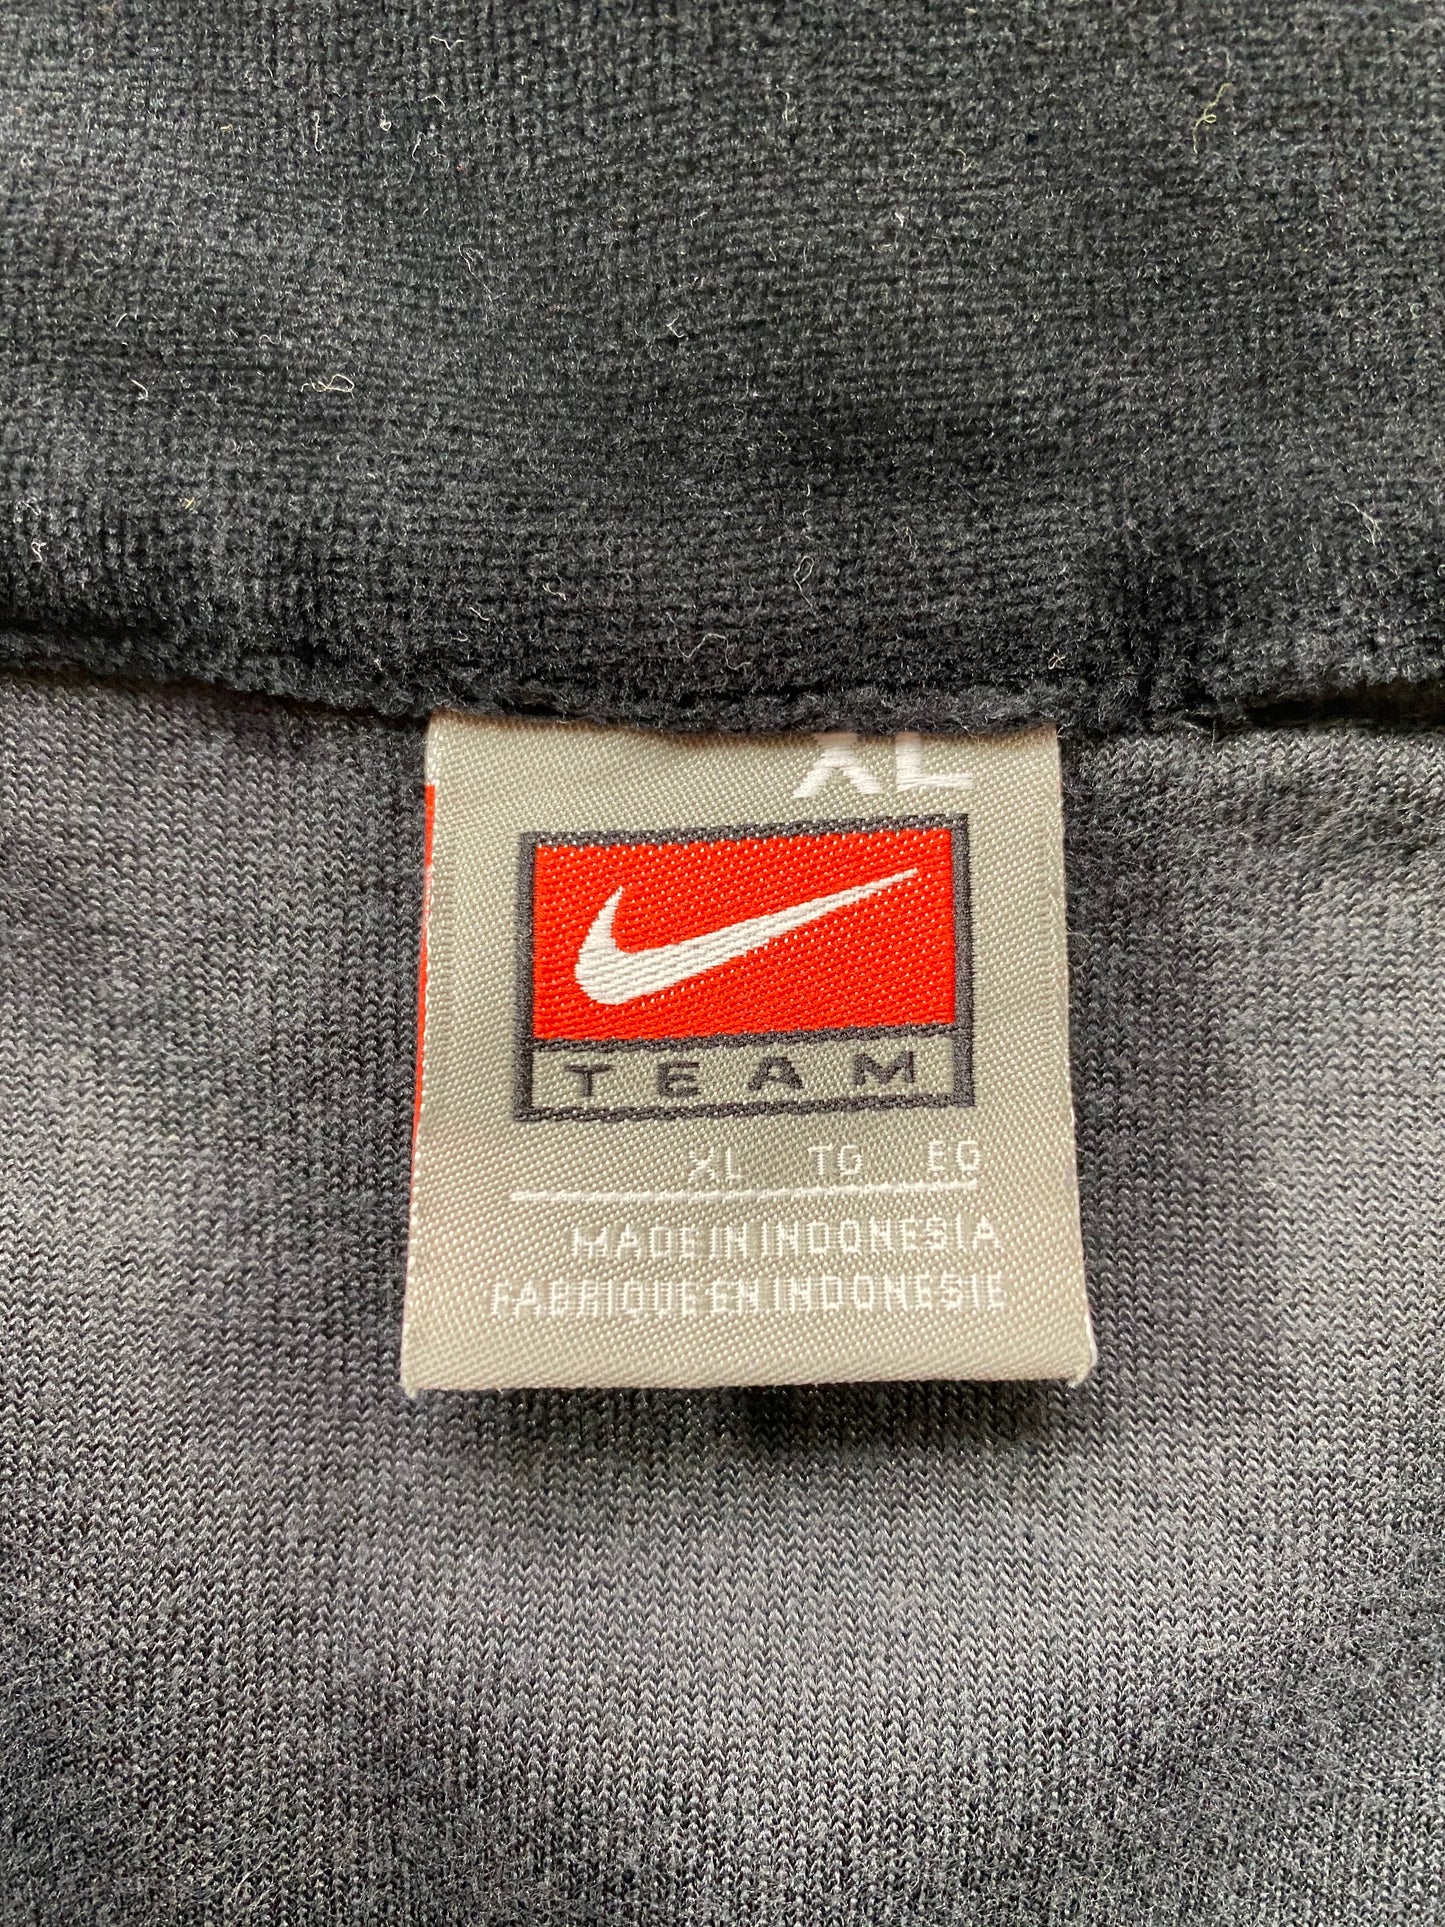 XL
TEAM
XL TG EG
MADE IN INDONESIA
FABRIQUE EN INDONESIE